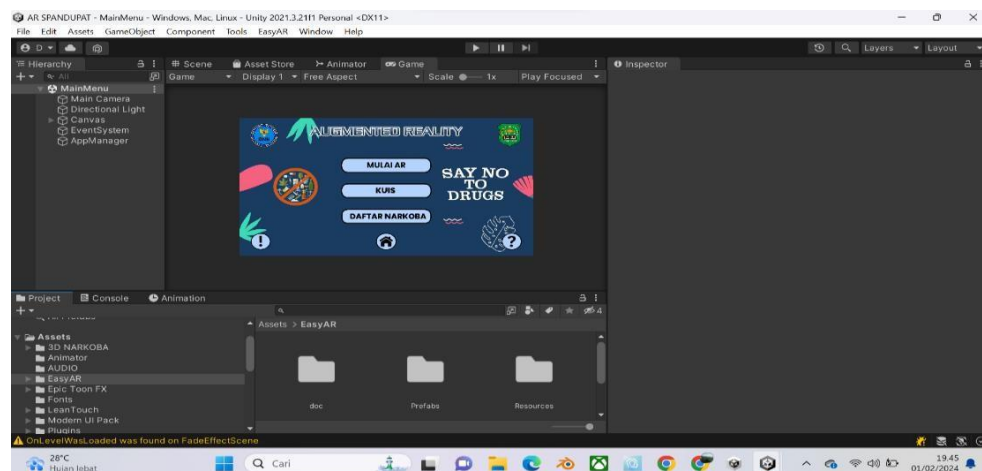 AR SPANDUPAT - MainMenu - Windows, Mac, Linux - Unity 2021.3.21f1 Personal <DX11>
File Edit Assets GameObject Component Tools EasyAR Window Help
D
Layers Layout
Hierarchy
Scene Asset Store Animator Game
Inspector
All
Game Display 1 Free Aspect Scale 1x Play Focused
MainMenu
Main Camera
Directional Light
Canvas
EventSystem
AppManager
AUGMENTED REALITY
MULAI AR
KUIS
DAFTAR NARKOBA
SAY NO
TO
DRUGS
!
?
Project Console Animation
4
Assets > EasyAR
Assets
3D NARKOBA
Animator
AUDIO
EasyAR
Epic Toon FX
Fonts
LeanTouch
Modern UI Pack
Plugins
doc Prefabs Resources
OnLevelWasLoaded was found on FadeEffectScene
28°C
Hujan lebat
Cari
19.45
01/02/2024